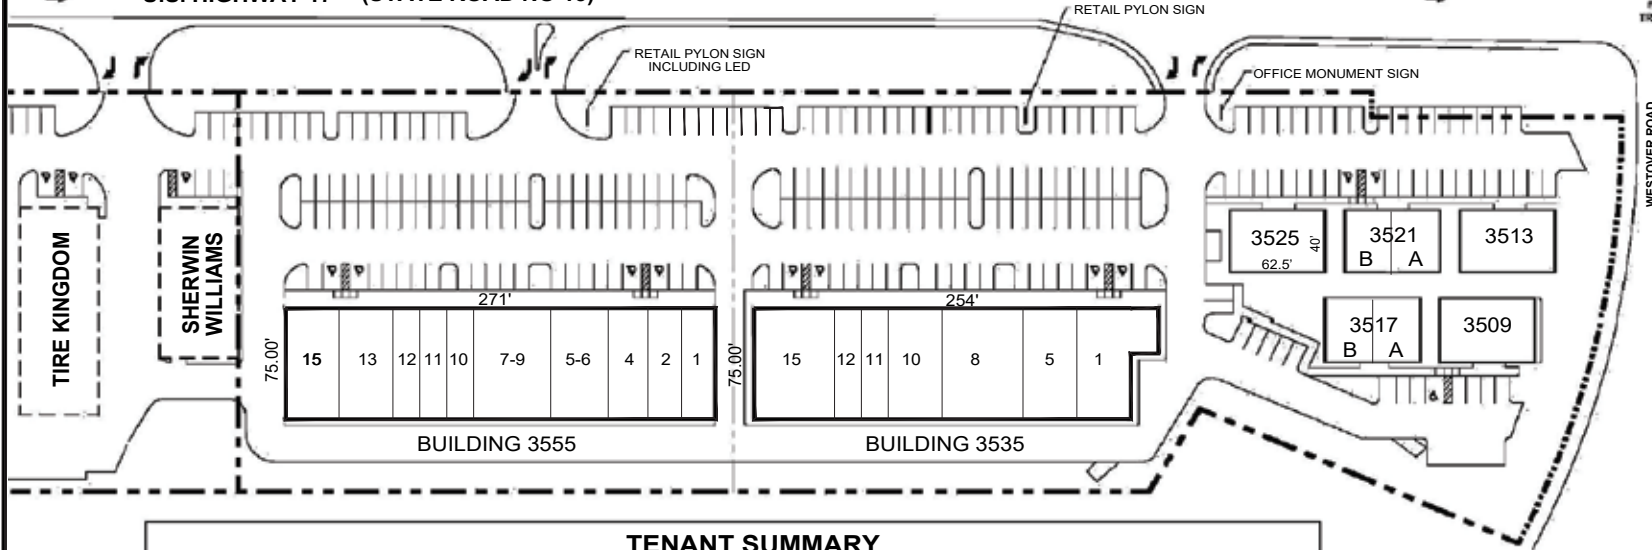 RETAIL PYLON SIGN
RETAIL PYLON SIGN
INCLUDING LED
OFFICE MONUMENT SIGN
WESTOVER ROAD
TIRE KINGDOM
SHERWIN
WILLIAMS
3525
40'
62.5'
3521
B A
3513
3517
B A
3509
271'
75.00'
15 13 12 11 10 7-9 5-6 4 2 1
BUILDING 3555
254'
75.00'
15 12 11 10 8 5 1
BUILDING 3535
TENANT SUMMARY